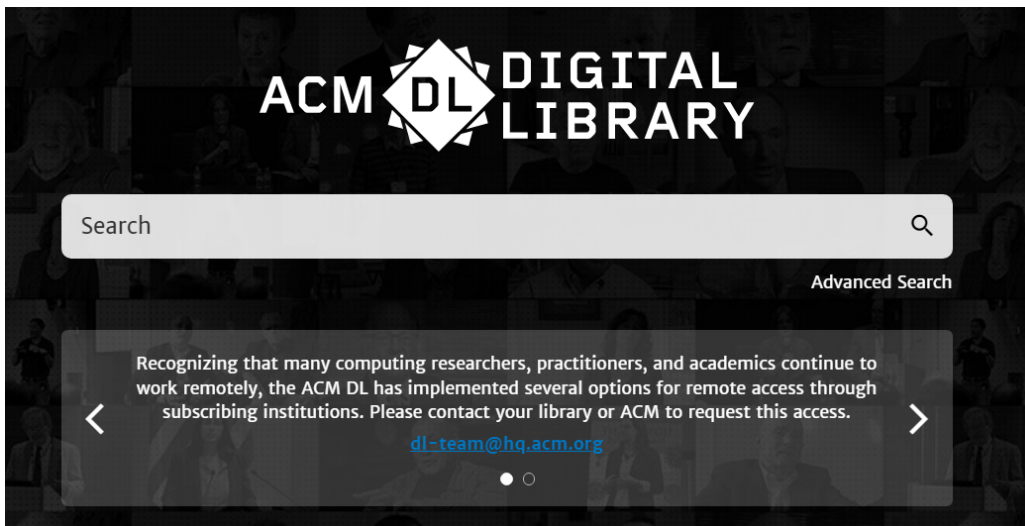 ACM DL DIGITAL
LIBRARY
Search
Advanced Search
Recognizing that many computing researchers, practitioners, and academics continue to
work remotely, the ACM DL has implemented several options for remote access through
subscribing institutions. Please contact your library or ACM to request this access.
dl-team@hq.acm.org